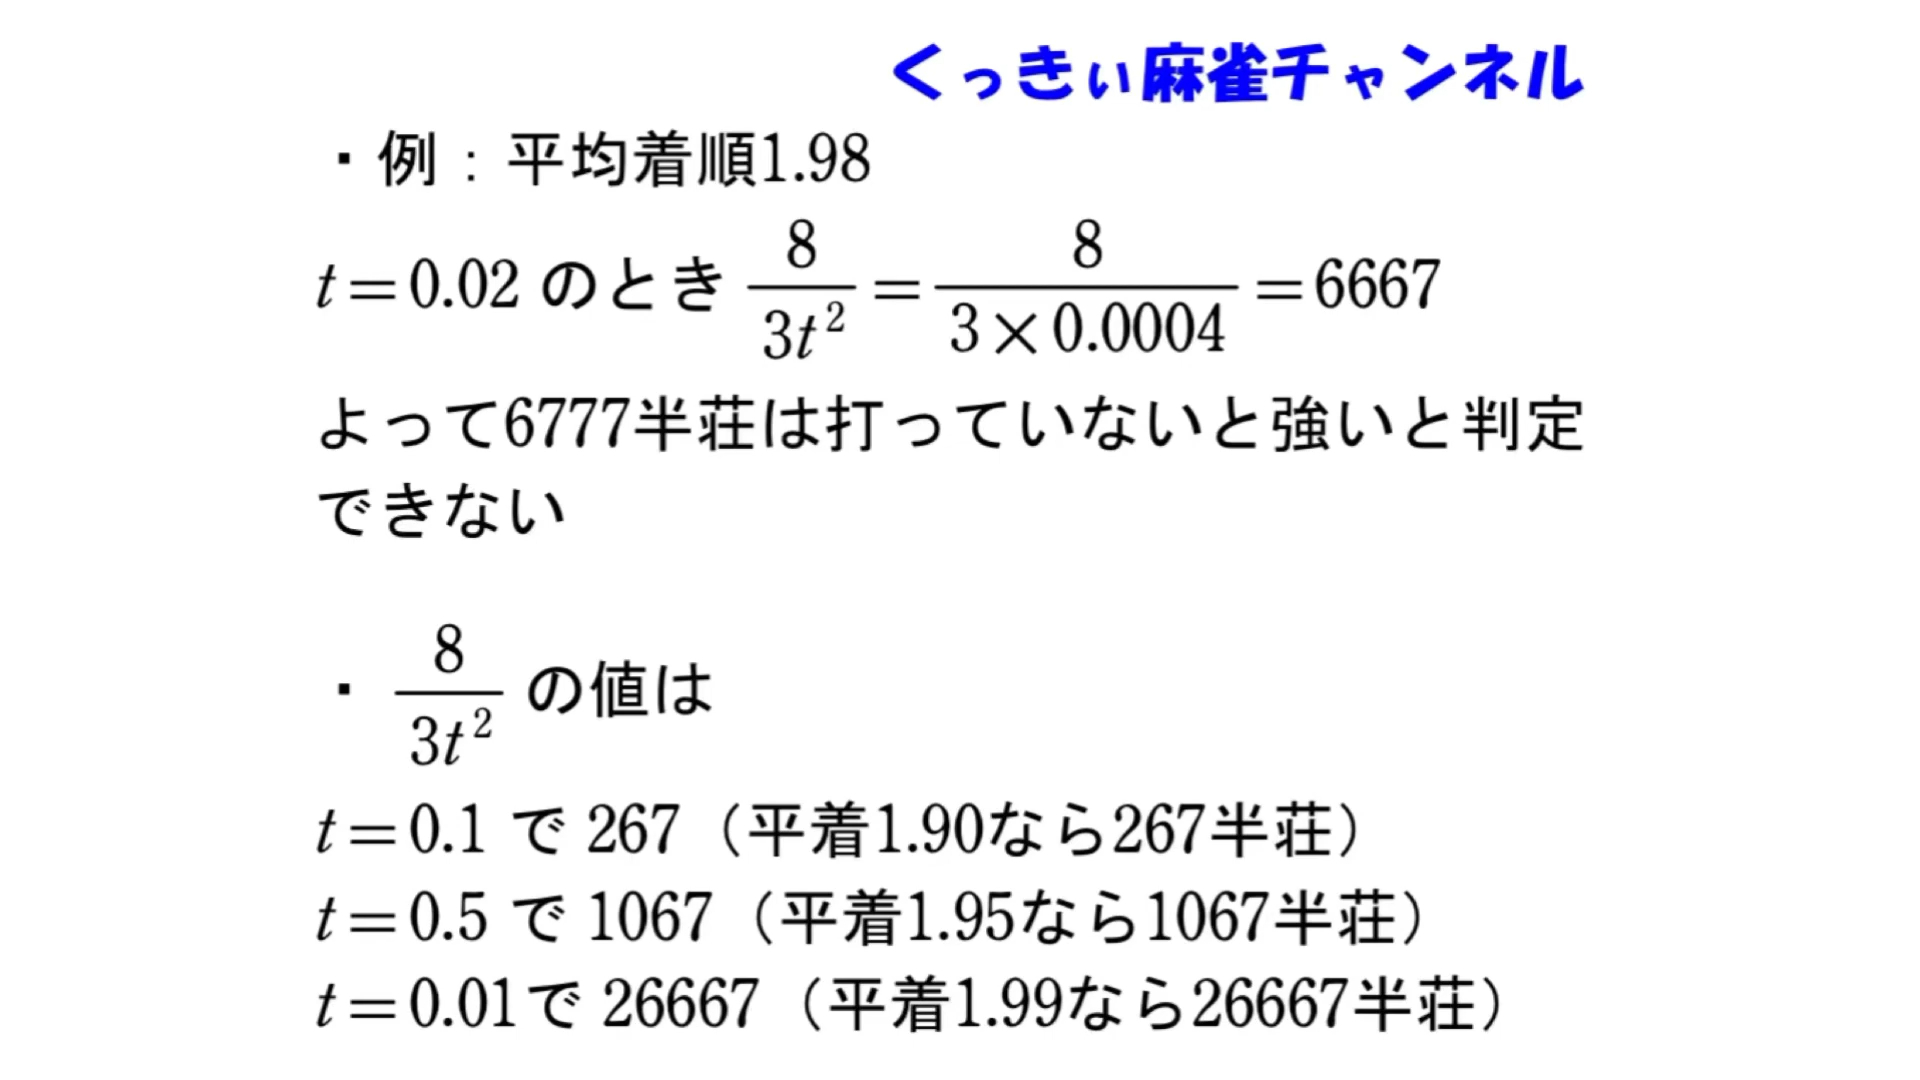 くっきぃ麻雀チャンネル
・例：平均着順1.98
t=0.02 のとき 8/(3t²) = 8/(3×0.0004) = 6667
よって6777半荘は打っていないと強いと判定
できない
・ 8/(3t²) の値は
t=0.1 で 267（平着1.90なら267半荘）
t=0.5 で 1067（平着1.95なら1067半荘）
t=0.01で 26667（平着1.99なら26667半荘）